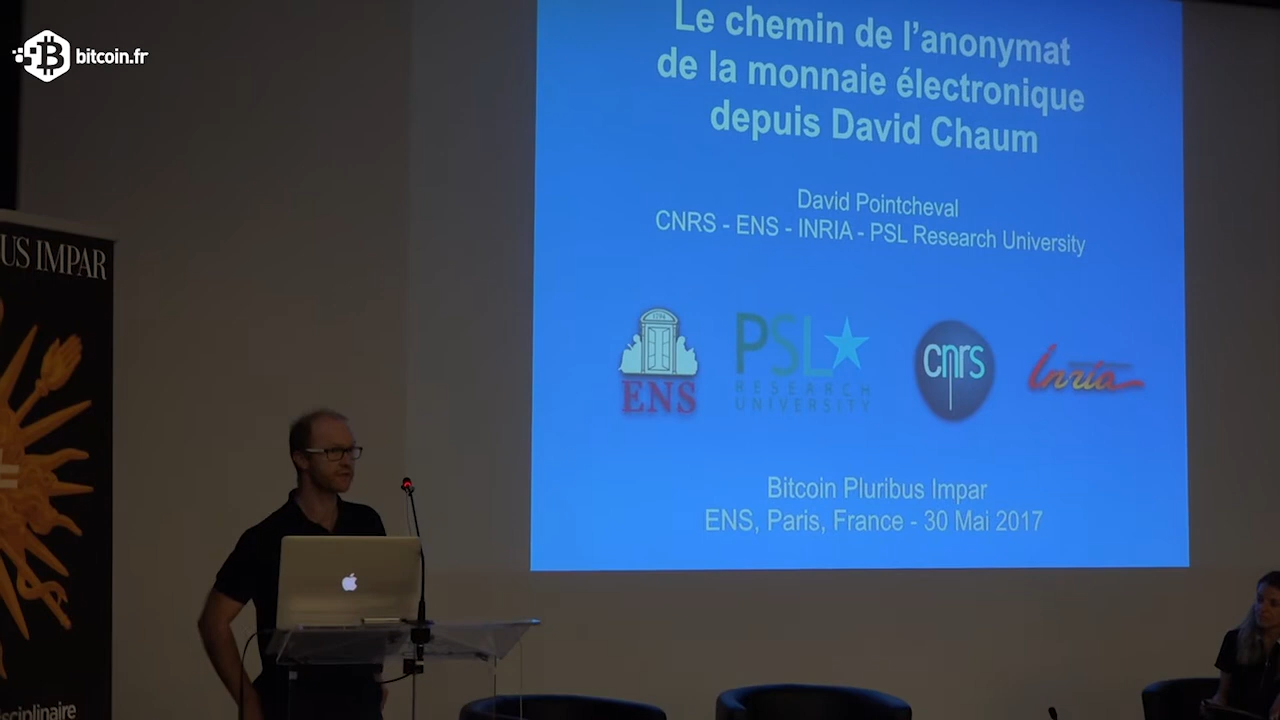 bitcoin.fr
US IMPAR
sciplinaire
Le chemin de l'anonymat
de la monnaie électronique
depuis David Chaum
David Pointcheval
CNRS - ENS - INRIA - PSL Research University
ENS
PSL
RESEARCH
UNIVERSITY
cnrs
Inria
Bitcoin Pluribus Impar
ENS, Paris, France - 30 Mai 2017